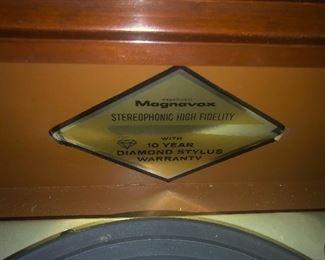 Magnavox
STEREOPHONIC HIGH FIDELITY
WITH
10 YEAR
DIAMOND STYLUS
WARRANTY